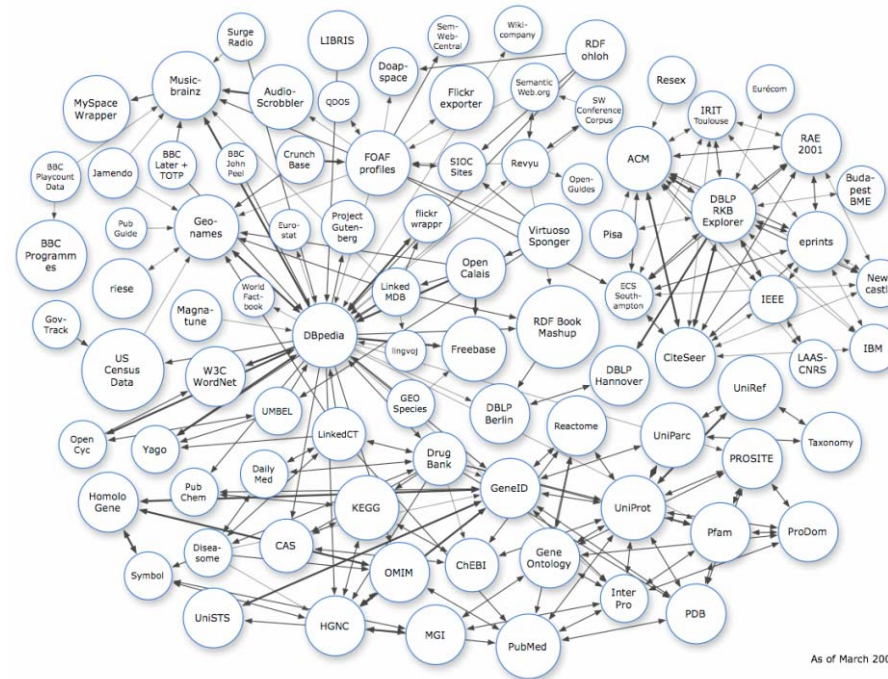 Surge
Radio
LIBRIS
Sem-
Web-
Central
Wiki-
company
RDF
ohloh
Music-
brainz
Doap-
space
MySpace
Wrapper
Audio-
Scrobbler
QDOS
Flickr
exporter
Semantic
Web.org
SW
Conference
Corpus
Resex
IRIT
Toulouse
Eurécom
RAE
2001
ACM
BBC
Playcount
Data
Jamendo
BBC
Later +
TOTP
BBC
John
Peel
Crunch
Base
FOAF
profiles
SIOC
Sites
Revyu
Open-
Guides
DBLP
RKB
Explorer
Buda-
pest
BME
Pub
Guide
Geo-
names
Euro-
stat
Project
Guten-
berg
flickr
wrappr
Virtuoso
Sponger
Pisa
eprints
BBC
Programm
es
riese
World
Fact-
book
Linked
MDB
Open
Calais
ECS
South-
ampton
IEEE
New
castl
Gov-
Track
Magna-
tune
DBpedia
lingvoj
Freebase
RDF Book
Mashup
CiteSeer
LAAS-
CNRS
IBM
US
Census
Data
W3C
WordNet
DBLP
Hannover
UniRef
UMBEL
GEO
Species
DBLP
Berlin
Reactome
UniParc
Taxonomy
Open
Cyc
Yago
LinkedCT
Drug
Bank
PROSITE
Homolo
Gene
Pub
Chem
Daily
Med
KEGG
GeneID
UniProt
Pfam
ProDom
Symbol
Disea-
some
CAS
OMIM
ChEBI
Gene
Ontology
Inter
Pro
PDB
UniSTS
HGNC
MGI
PubMed
As of March 200